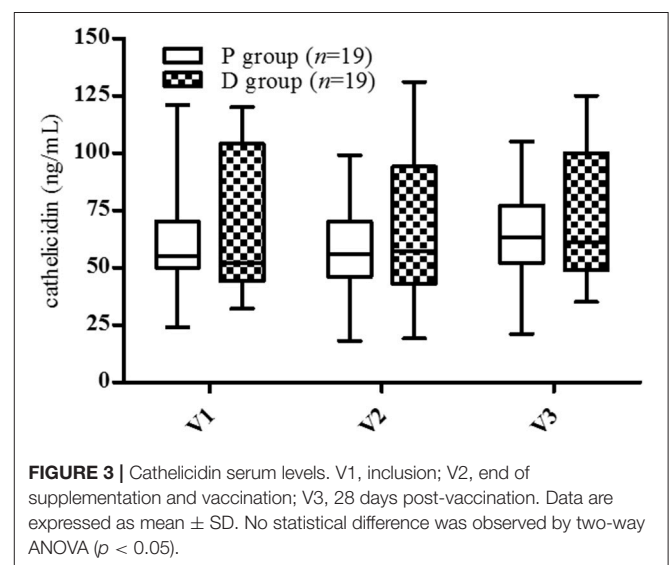 150
125
100
75
50
25
0
cathelicidin (ng/mL)
P group (n=19)
D group (n=19)
V1
V2
V3
FIGURE 3 | Cathelicidin serum levels. V1, inclusion; V2, end of
supplementation and vaccination; V3, 28 days post-vaccination. Data are
expressed as mean ± SD. No statistical difference was observed by two-way
ANOVA (p < 0.05).